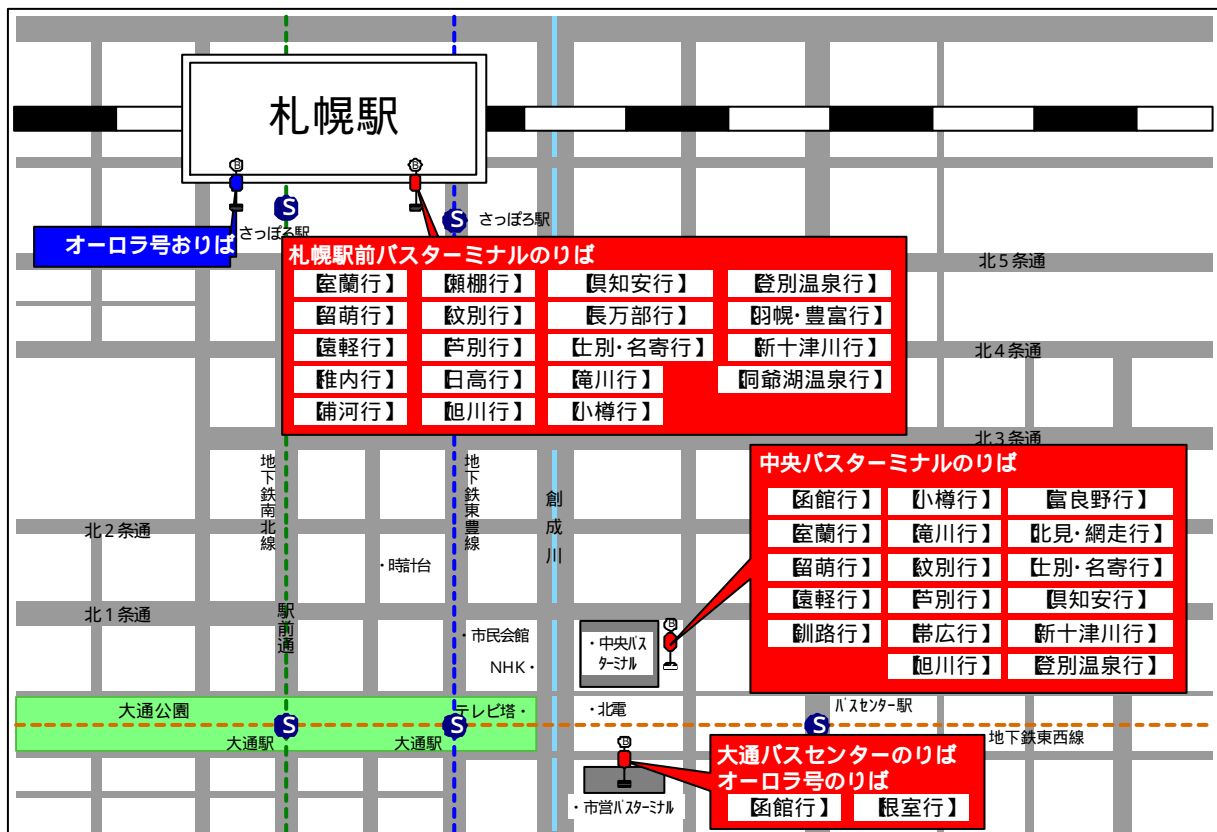 札幌駅
B
B
S
S
さっぽろ駅
さっぽろ駅
オーロラ号おりば
札幌駅前バスターミナルのりば
【室蘭行】 【瀬棚行】 【倶知安行】 【登別温泉行】
【留萌行】 【紋別行】 【長万部行】 【羽幌・豊富行】
【遠軽行】 【芦別行】 【士別・名寄行】 【新十津川行】
【稚内行】 【日高行】 【滝川行】 【洞爺湖温泉行】
【浦河行】 【旭川行】 【小樽行】
北5条通
北4条通
北3条通
地下鉄南北線
地下鉄東豊線
創成川
中央バスターミナルのりば
【函館行】 【小樽行】 【富良野行】
【室蘭行】 【滝川行】 【北見・網走行】
【留萌行】 【紋別行】 【士別・名寄行】
【遠軽行】 【芦別行】 【倶知安行】
【釧路行】 【帯広行】 【新十津川行】
【旭川行】 【登別温泉行】
北2条通
・時計台
北1条通
駅前通
・市民会館
NHK・
・中央バス
ターミナル
B
大通公園
テレビ塔・
・北電
バスセンター駅
S
S
S
大通駅
大通駅
地下鉄東西線
B
・市営バスターミナル
大通バスセンターのりば
オーロラ号のりば
【函館行】 【根室行】